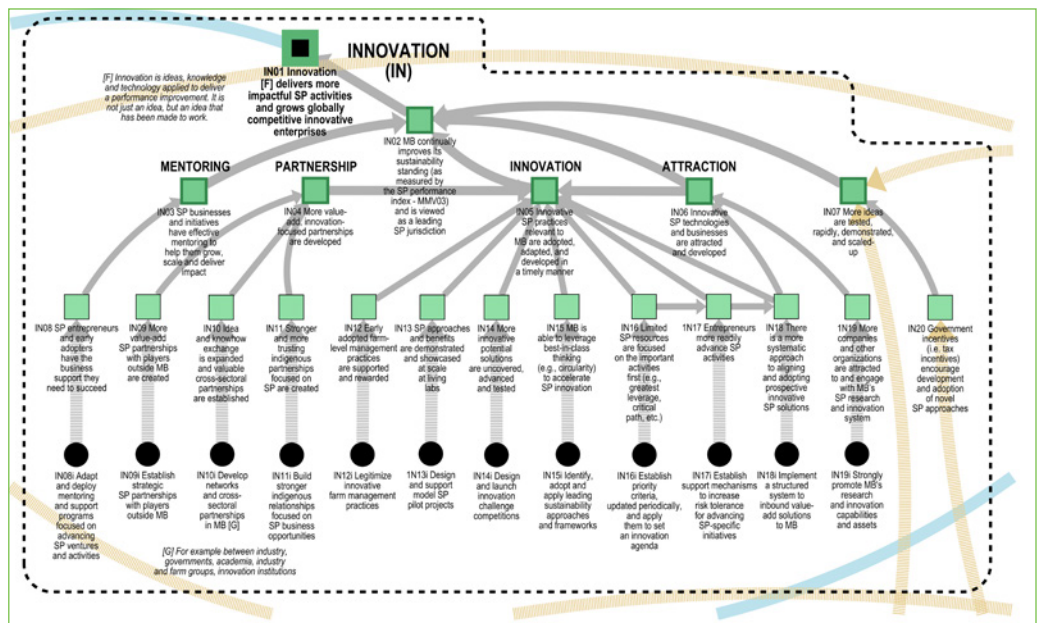 INNOVATION
(IN)
[F] Innovation is ideas, knowledge
and technology applied to deliver
a performance improvement. It is
not just an idea, but an idea that
has been made to work.
IN01 Innovation
[F] delivers more
impactful SP activities
and grows globally
competitive innovative
enterprises
IN02 MB continually
improves its
sustainability
standing (as
measured by
the SP performance
index - MMV03)
and is viewed
as a leading
SP jurisdiction
MENTORING
PARTNERSHIP
INNOVATION
ATTRACTION
IN03 SP businesses
and initiatives
have effective
mentoring to
help them grow,
scale and deliver
impact
IN04 More value-
add, innovation-
focused partnerships
are developed
IN05 Innovative
SP practices
relevant to
MB are adopted,
adapted, and
developed in
a timely manner
IN06 Innovative
SP technologies
and businesses
are attracted
and developed
IN07 More ideas
are tested,
rapidly, demonstrated,
and scaled-
up
IN08 SP entrepreneurs
and early
adopters
have the
business support
they need to succeed
IN09 More
value-add
SP partnerships
with players
outside MB
are created
IN10 Idea
and knowhow
exchange
is expanded
and valuable
cross-sectoral
partnerships
are established
IN11 Stronger
and more
trusting
indigenous
partnerships
focused on
SP are created
IN12 Early
adopted farm-
level management
practices
are supported
and rewarded
IN13 SP approaches
and benefits
are demonstrated
and showcased
at scale at
living labs
IN14 More
innovative
potential
solutions
are uncovered,
advanced
and tested
IN15 MB is
able to leverage
best-in-class
thinking
(e.g., circularity)
to accelerate
SP innovation
IN16 Limited
SP resources
are focused
on the important
activities
first (e.g.,
greatest
leverage,
critical
path, etc.)
1N17 Entrepreneurs
more readily
advance SP
activities
IN18 There
is a more
systematic
approach
to aligning
and adopting
prospective
innovative
SP solutions
1N19 More
companies
and other
organizations
are attracted
to and engage
with MB's
SP research
and innovation
system
IN20 Government
incentives
(i.e. tax
incentives)
encourage
development
and adoption
of novel
SP approaches
IN08i Adapt
and deploy
mentoring
and support
programs
focused on
advancing
SP ventures
and activities
IN09i Establish
strategic
SP partnerships
with players
outside MB
IN10i Develop
networks
and cross-
sectoral
partnerships
in MB [G]
IN11i Build
stronger
indigenous
relationships
focused on
SP business
opportunities
IN12i Legitimize
innovative
farm management
practices
1N13i Design
and support
model SP
pilot projects
IN14i Design
and launch
innovation
challenge
competitions
IN15i Identify,
adopt and
apply leading
sustainability
approaches
and frameworks
IN16i Establish
priority
criteria,
updated periodically,
and apply
them to set
an innovation
agenda
IN17i Establish
support mechanisms
to increase
risk tolerance
for advancing
SP-specific
initiatives
IN18i Implement
a structured
system to
inbound value-
add solutions
to MB
IN19i Strongly
promote MB's
research
and innovation
capabilities
and assets
[G] For example between industry,
governments, academia, industry
and farm groups, innovation institutions